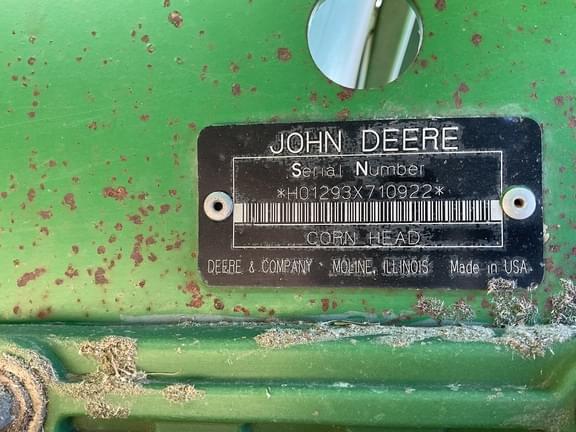 JOHN DEERE
Serial Number
*H01293X710922*
CORN HEAD
DEERE & COMPANY MOLINE, ILLINOIS Made in USA